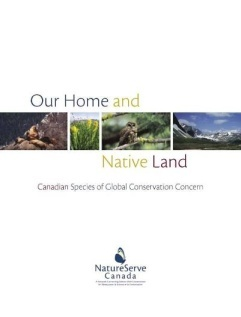 Our Home and
Native Land
Canadian Species of Global Conservation Concern
NatureServe
Canada